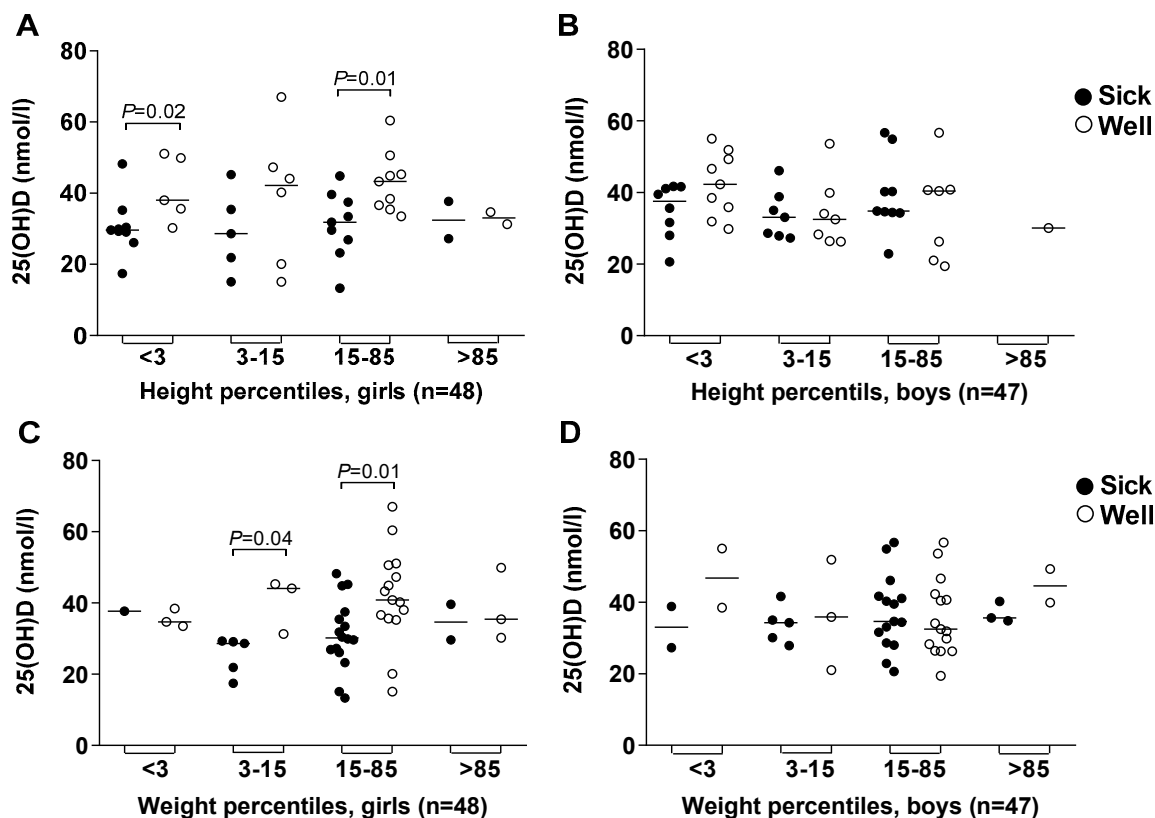 A
25(OH)D (nmol/l)
80
60
40
20
0
P=0.02
P=0.01
<3
3-15
15-85
>85
Height percentiles, girls (n=48)
B
25(OH)D (nmol/l)
80
60
40
20
0
Sick
Well
<3
3-15
15-85
>85
Height percentils, boys (n=47)
C
25(OH)D (nmol/l)
80
60
40
20
0
P=0.04
P=0.01
<3
3-15
15-85
>85
Weight percentiles, girls (n=48)
D
25(OH)D (nmol/l)
80
60
40
20
0
Sick
Well
<3
3-15
15-85
>85
Weight percentiles, boys (n=47)